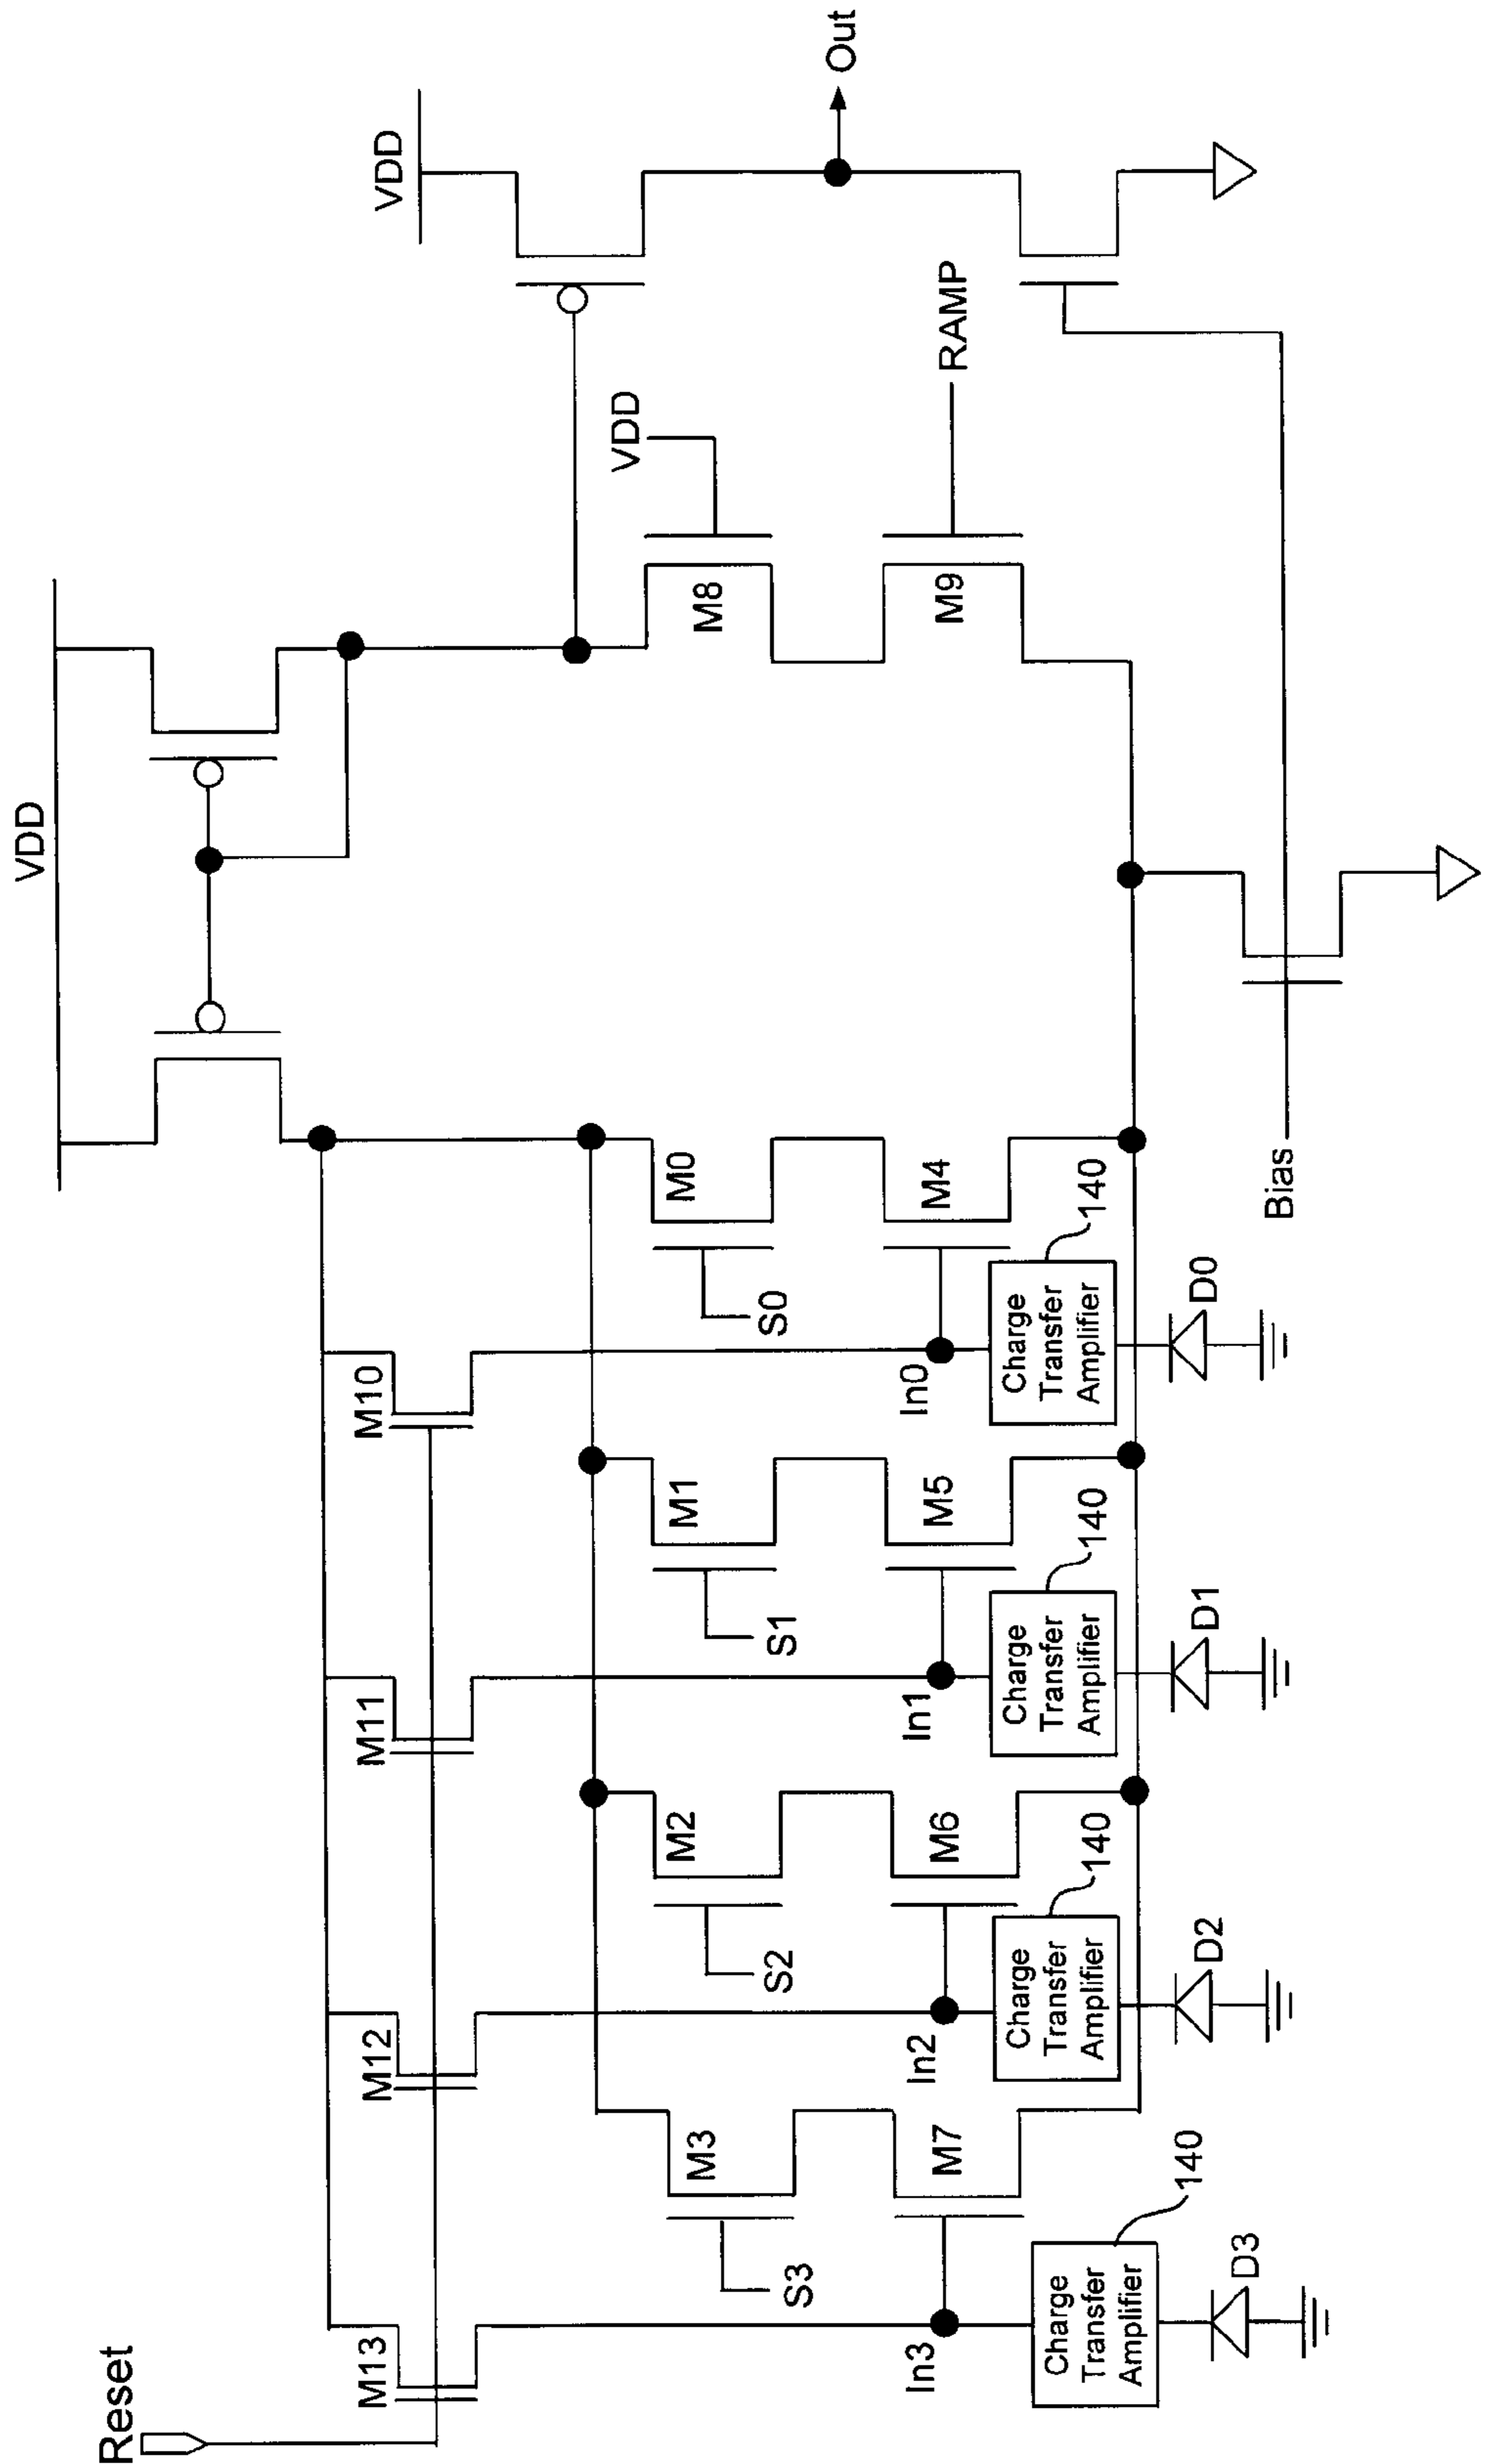 Reset
VDD
VDD
Out
M13
M12
M11
M10
VDD
RAMP
M3
M2
M1
M0
M8
S3
S2
S1
S0
M7
M6
M5
M4
M9
In3
In2
In1
In0
Charge
Transfer
Amplifier
140
Charge
Transfer
Amplifier
140
Charge
Transfer
Amplifier
140
Charge
Transfer
Amplifier
140
D3
D2
D1
D0
Bias